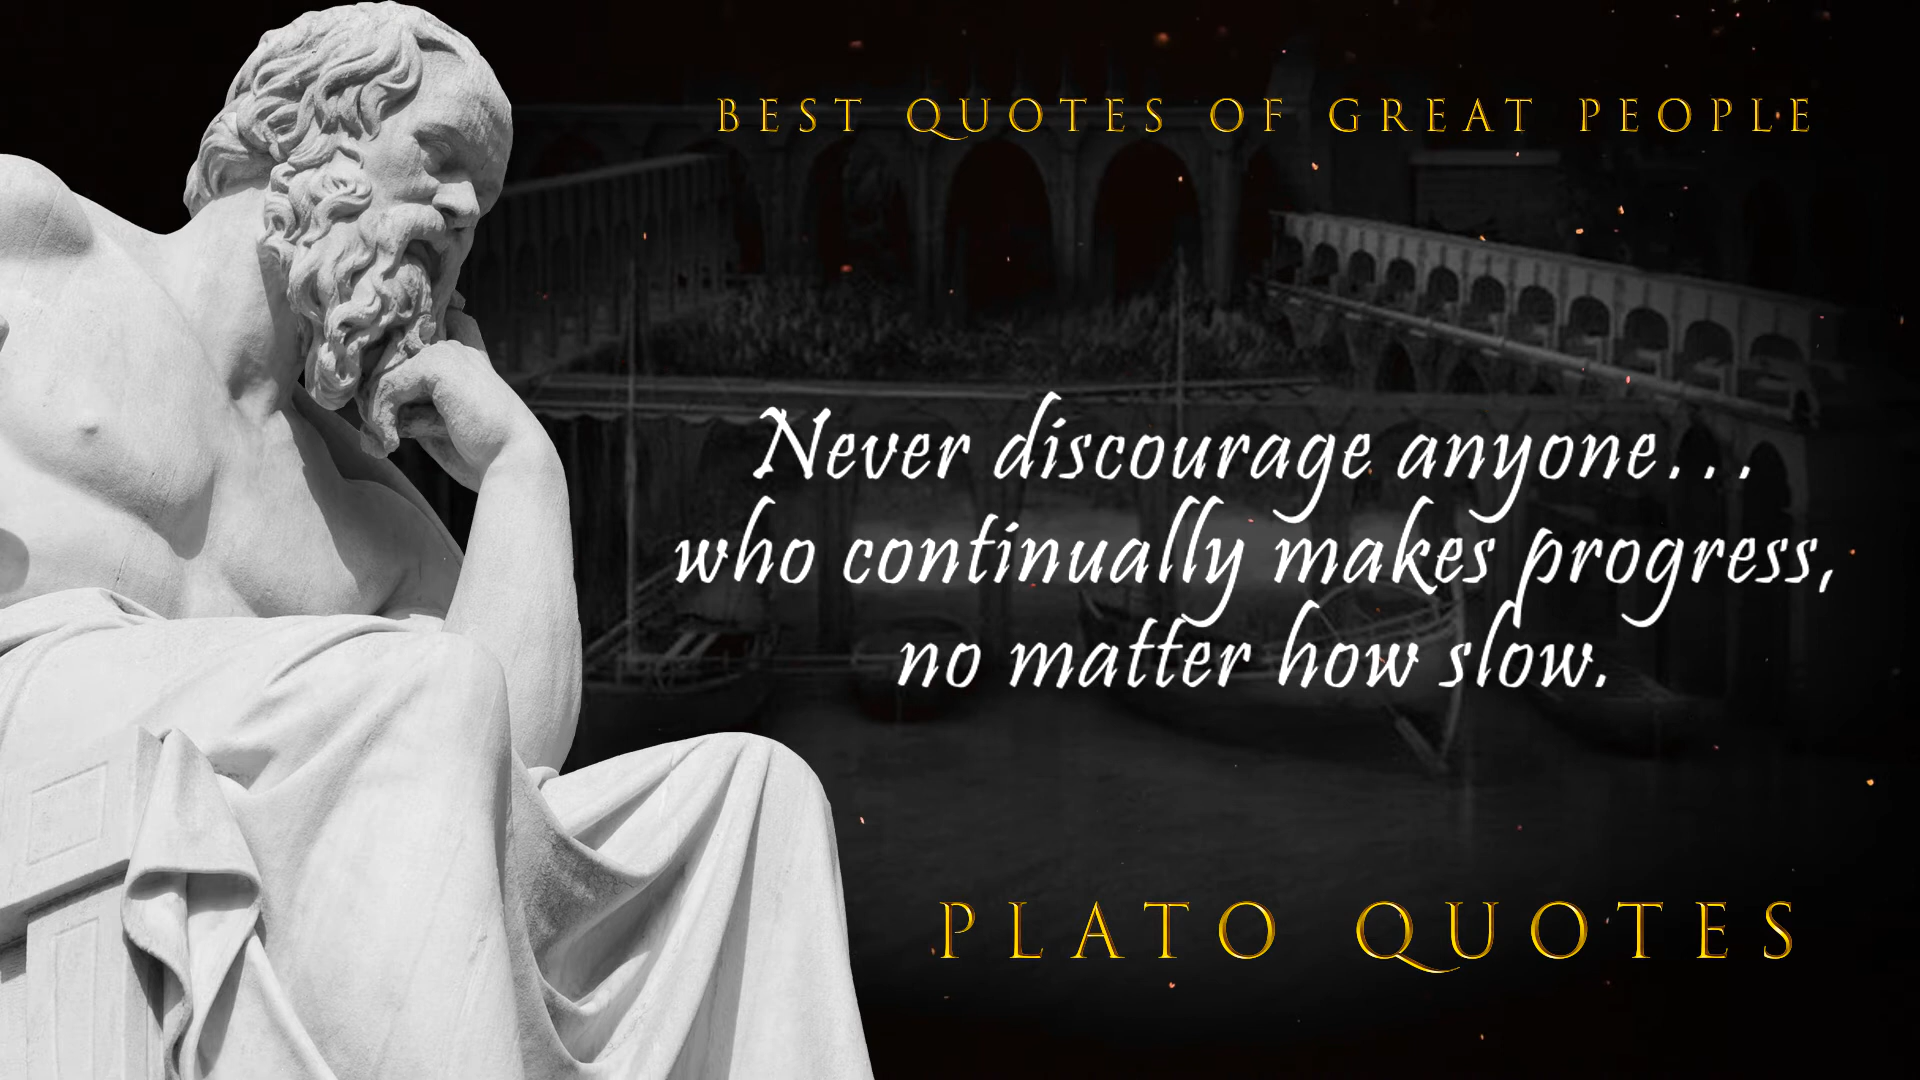 BEST QUOTES OF GREAT PEOPLE
Never discourage anyone...
who continually makes progress,
no matter how slow.
PLATO QUOTES